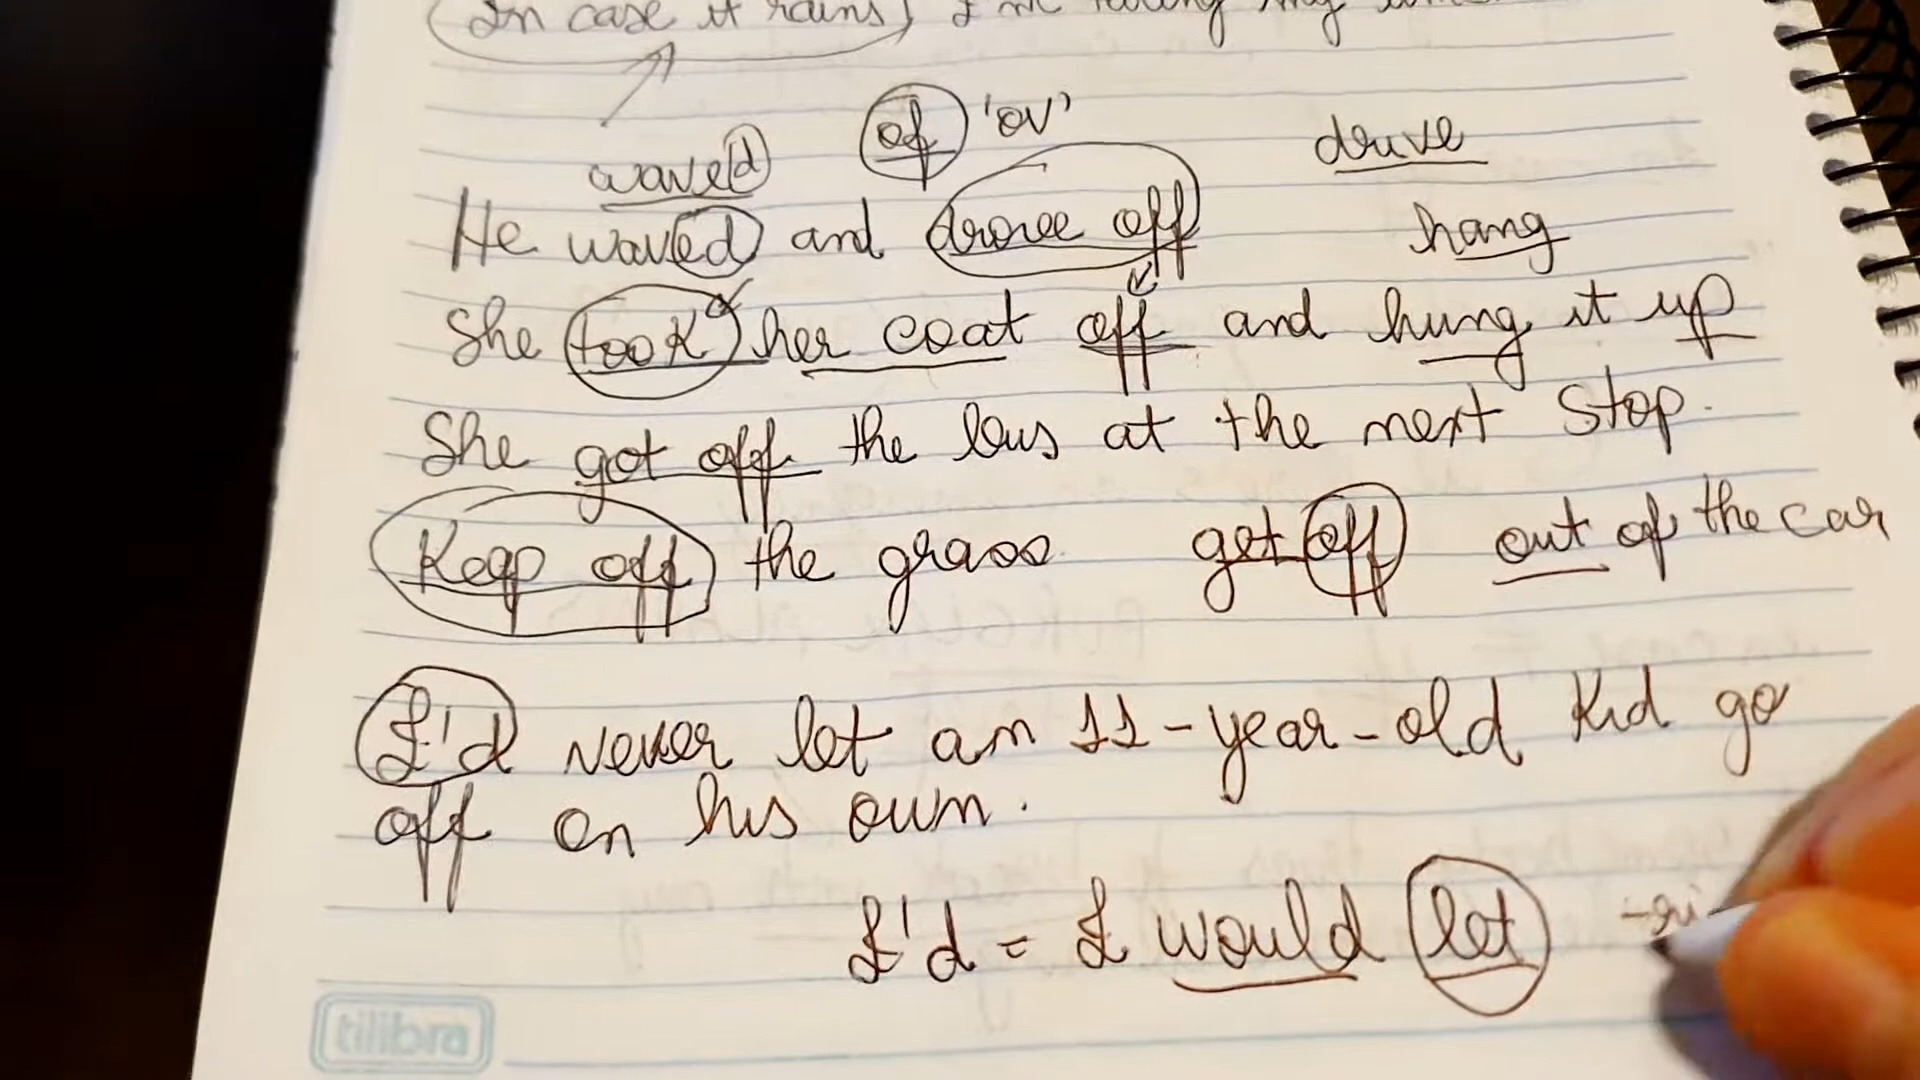 In case it rains, I'm taking my
of 'ov'
drive
waved
He waved and drove off
hang
She took her coat off and hung it up
She got off the bus at the next stop.
Keep off the grass get off out of the car
I'd never let an 11-year-old kid go
off on his own.
I'd = I would let
tilibra